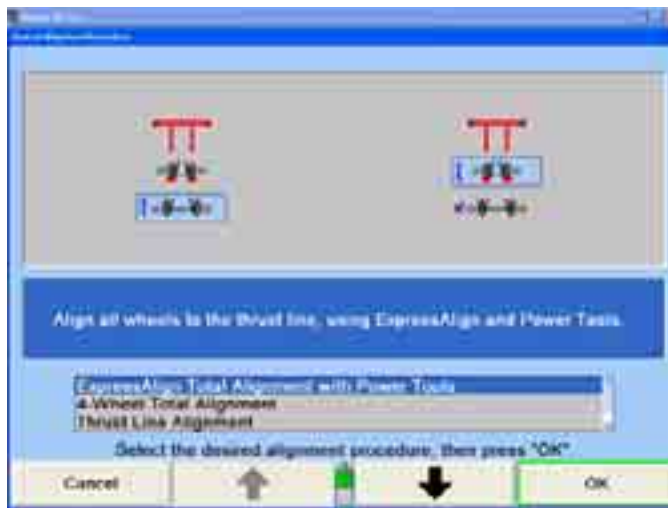 Align all wheels to the thrust line, using ExpressAlign and Power Tools.
ExpressAlign Total Alignment with Power Tools
4-Wheel Total Alignment
Thrust Line Alignment
Select the desired alignment procedure, then press "OK"
Cancel
OK